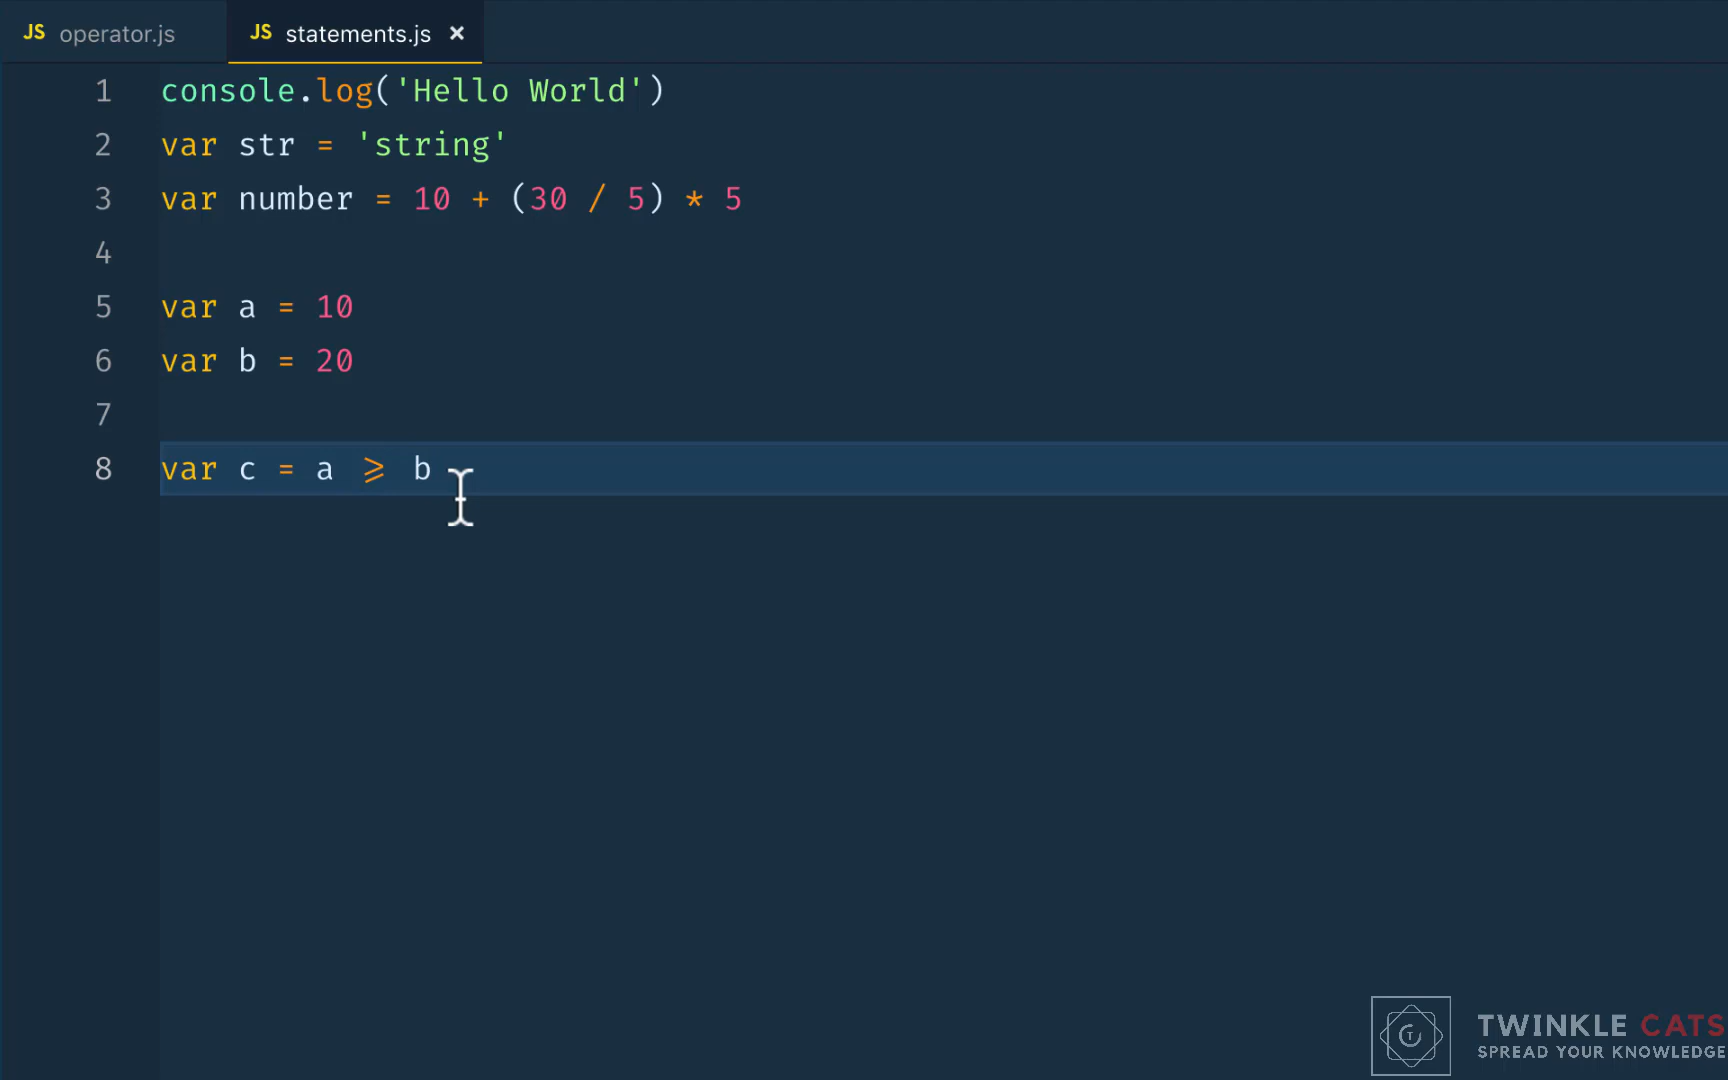 JS operator.js JS statements.js ×
1 console.log('Hello World')
2 var str = 'string'
3 var number = 10 + (30 / 5) * 5
4
5 var a = 10
6 var b = 20
7
8 var c = a ⩾ b
TWINKLE CATS
SPREAD YOUR KNOWLEDGE